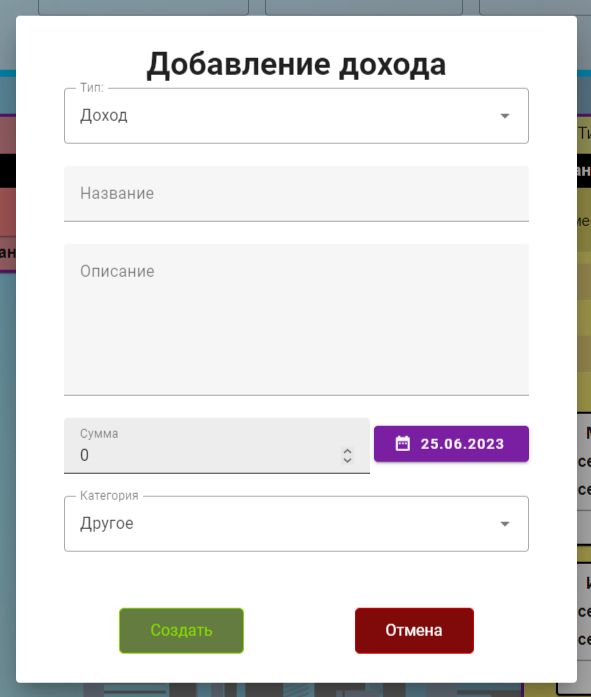 Добавление дохода
Тип:
Доход
Название
Описание
Сумма
0
25.06.2023
Категория
Другое
Создать
Отмена